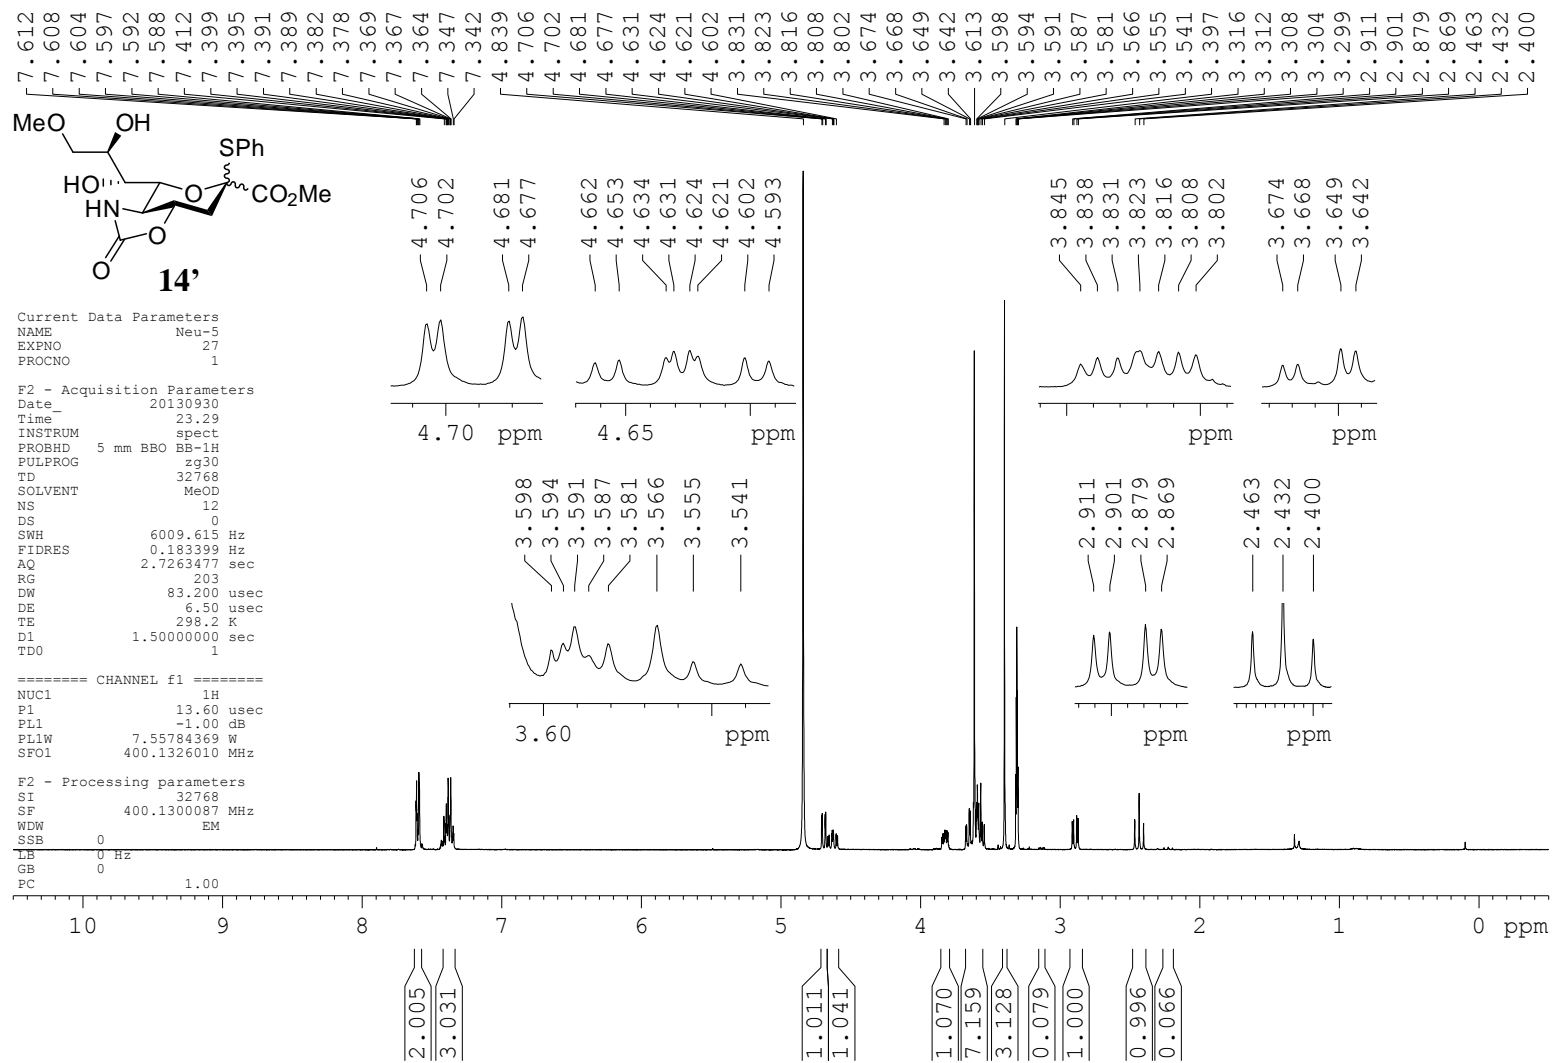 7.612 7.608 7.604 7.597 7.592 7.588 7.412 7.399 7.395 7.391 7.389 7.382 7.378 7.369 7.367 7.364 7.347 7.342 4.839 4.706 4.702 4.681 4.677 4.631 4.624 4.621 4.602 3.831 3.823 3.816 3.808 3.802 3.674 3.668 3.649 3.642 3.613 3.598 3.594 3.591 3.587 3.581 3.566 3.555 3.541 3.397 3.316 3.312 3.308 3.304 3.299 2.911 2.901 2.879 2.869 2.463 2.432 2.400
MeO OH
SPh
HO O CO2Me
HN
O
O
14’
4.706 4.702 4.681 4.677
4.662 4.653 4.634 4.631 4.624 4.621 4.602 4.593
3.845 3.838 3.831 3.823 3.816 3.808 3.802
3.674 3.668 3.649 3.642
4.70 ppm
4.65 ppm
ppm
ppm
3.598 3.594 3.591 3.587 3.581 3.566 3.555 3.541
2.911 2.901 2.879 2.869
2.463 2.432 2.400
3.60 ppm
ppm
ppm
Current Data Parameters
NAME Neu-5
EXPNO 27
PROCNO 1
F2 - Acquisition Parameters
Date_ 20130930
Time 23.29
INSTRUM spect
PROBHD 5 mm BBO BB-1H
PULPROG zg30
TD 32768
SOLVENT MeOD
NS 12
DS 0
SWH 6009.615 Hz
FIDRES 0.183399 Hz
AQ 2.7263477 sec
RG 203
DW 83.200 usec
DE 6.50 usec
TE 298.2 K
D1 1.50000000 sec
TD0 1
======== CHANNEL f1 ========
NUC1 1H
P1 13.60 usec
PL1 -1.00 dB
PL1W 7.55784369 W
SFO1 400.1326010 MHz
F2 - Processing parameters
SI 32768
SF 400.1300087 MHz
WDW EM
SSB 0
LB 0 Hz
GB 0
PC 1.00
10 9 8 7 6 5 4 3 2 1 0 ppm
2.005 3.031 1.011 1.041 1.070 7.159 3.128 0.079 1.000 0.996 0.066